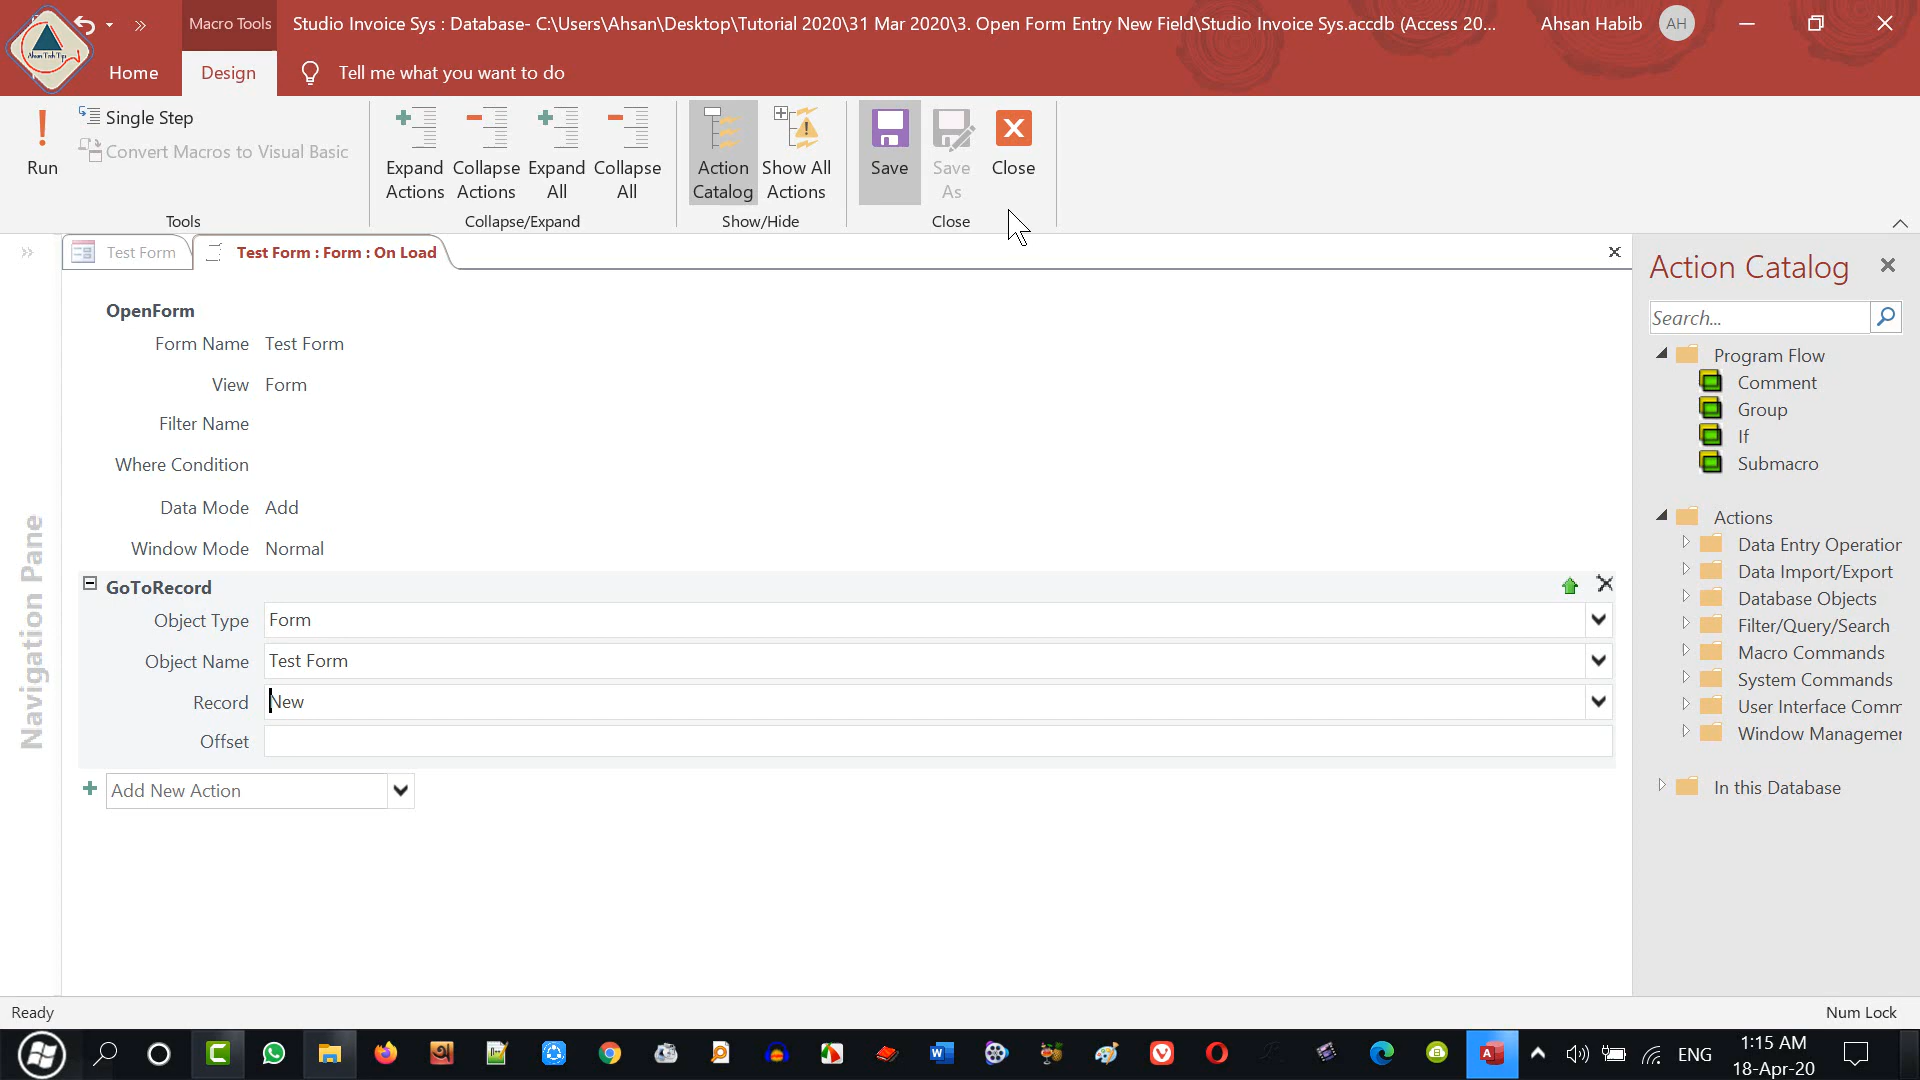 Macro Tools
Studio Invoice Sys : Database- C:\Users\Ahsan\Desktop\Tutorial 2020\31 Mar 2020\3. Open Form Entry New Field\Studio Invoice Sys.accdb (Access 20...
Ahsan Habib
AH
Ahsan Tech Tips
Home
Design
Tell me what you want to do
Run
Single Step
Convert Macros to Visual Basic
Tools
Expand Actions
Collapse Actions
Expand All
Collapse All
Collapse/Expand
Action Catalog
Show All Actions
Show/Hide
Save
Save As
Close
Close
Test Form
Test Form : Form : On Load
Navigation Pane
OpenForm
Form Name Test Form
View Form
Filter Name
Where Condition
Data Mode Add
Window Mode Normal
GoToRecord
Object Type Form
Object Name Test Form
Record New
Offset
Add New Action
Action Catalog
Search...
Program Flow
Comment
Group
If
Submacro
Actions
Data Entry Operation
Data Import/Export
Database Objects
Filter/Query/Search
Macro Commands
System Commands
User Interface Comm
Window Managemen
In this Database
Ready
Num Lock
ENG
1:15 AM
18-Apr-20